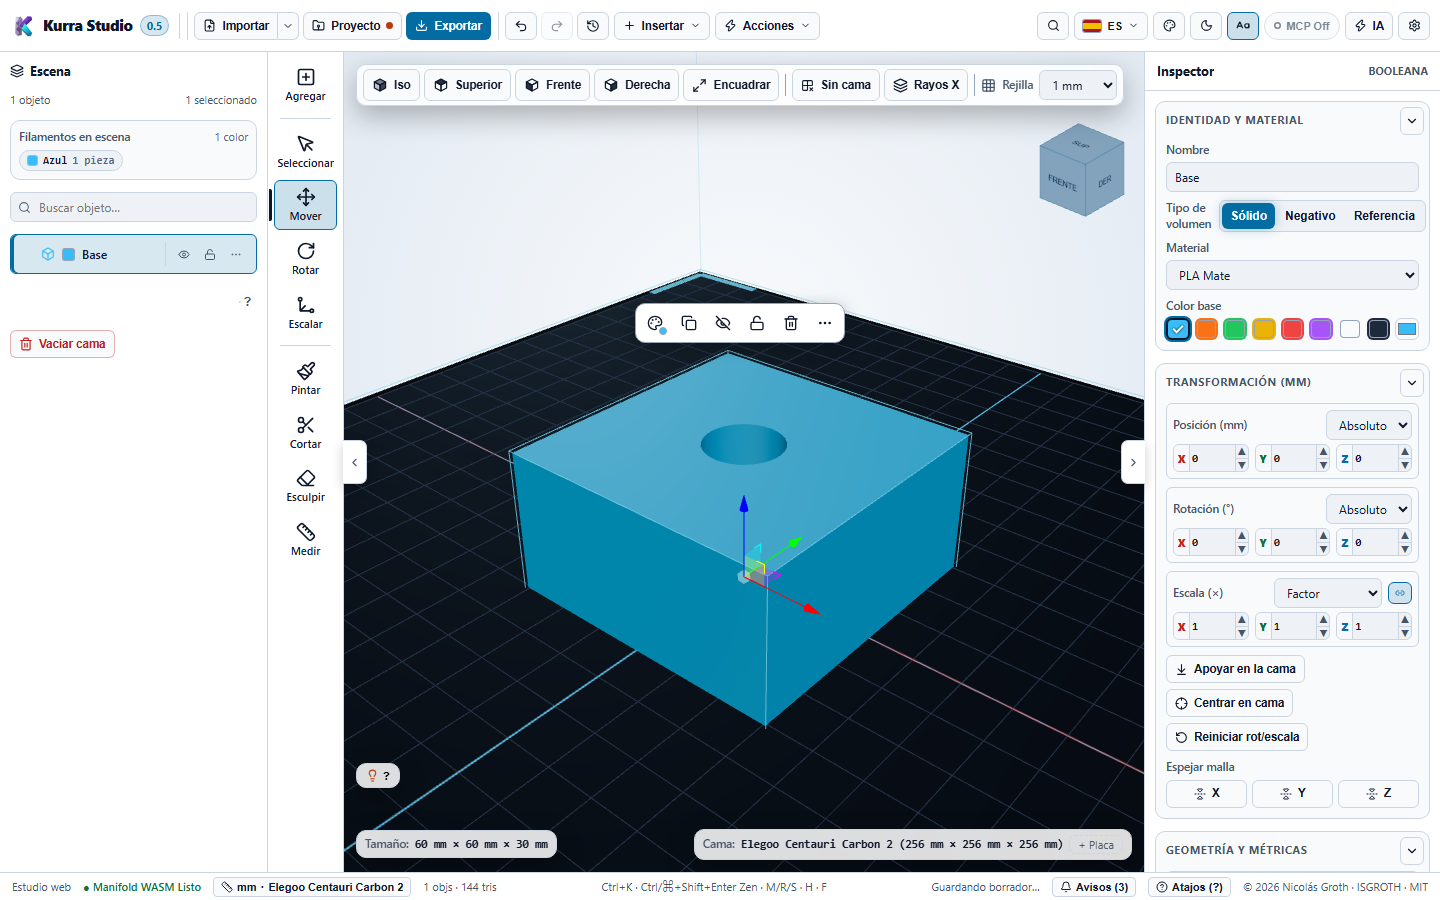 Kurra Studio 0.5
Importar
Proyecto
Exportar
Insertar
Acciones
ES
Aa
MCP Off
IA
Escena
1 objeto
1 seleccionado
Filamentos en escena
1 color
Azul 1 pieza
Buscar objeto...
Base
· ?
Vaciar cama
Agregar
Seleccionar
Mover
Rotar
Escalar
Pintar
Cortar
Esculpir
Medir
Iso
Superior
Frente
Derecha
Encuadrar
Sin cama
Rayos X
Rejilla
1 mm
SUP
FRENTE
DER
?
Tamaño: 60 mm × 60 mm × 30 mm
Cama: Elegoo Centauri Carbon 2 (256 mm × 256 mm × 256 mm) + Placa
Inspector
BOOLEANA
IDENTIDAD Y MATERIAL
Nombre
Base
Tipo de volumen
Sólido
Negativo
Referencia
Material
PLA Mate
Color base
TRANSFORMACIÓN (MM)
Posición (mm)
Absoluto
X 0
Y 0
Z 0
Rotación (°)
Absoluto
X 0
Y 0
Z 0
Escala (×)
Factor
X 1
Y 1
Z 1
Apoyar en la cama
Centrar en cama
Reiniciar rot/escala
Espejar malla
X
Y
Z
GEOMETRÍA Y MÉTRICAS
Estudio web
● Manifold WASM Listo
mm · Elegoo Centauri Carbon 2
1 objs · 144 tris
Ctrl+K · Ctrl/⌘+Shift+Enter Zen · M/R/S · H · F
Guardando borrador...
Avisos (3)
Atajos (?)
© 2026 Nicolás Groth · ISGROTH · MIT